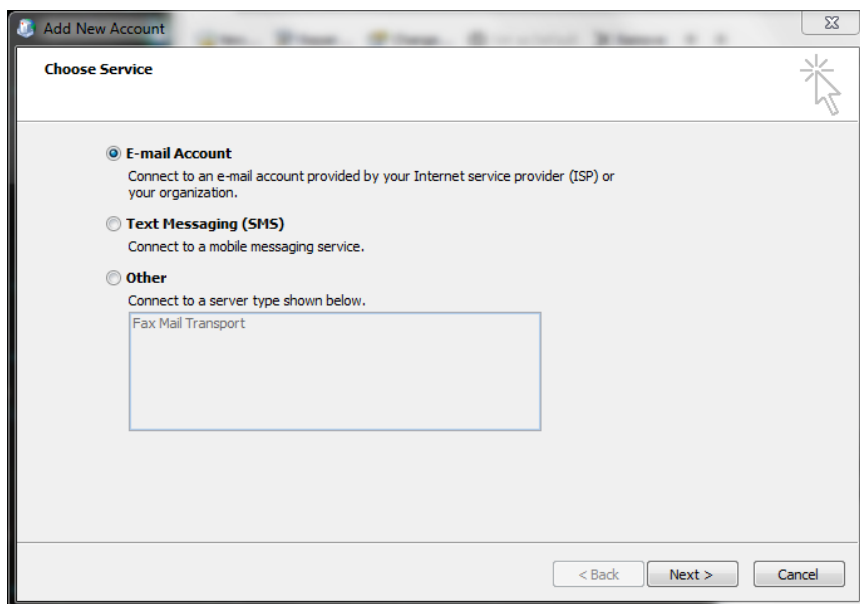 Add New Account
Choose Service
E-mail Account
Connect to an e-mail account provided by your Internet service provider (ISP) or
your organization.
Text Messaging (SMS)
Connect to a mobile messaging service.
Other
Connect to a server type shown below.
Fax Mail Transport
< Back
Next >
Cancel